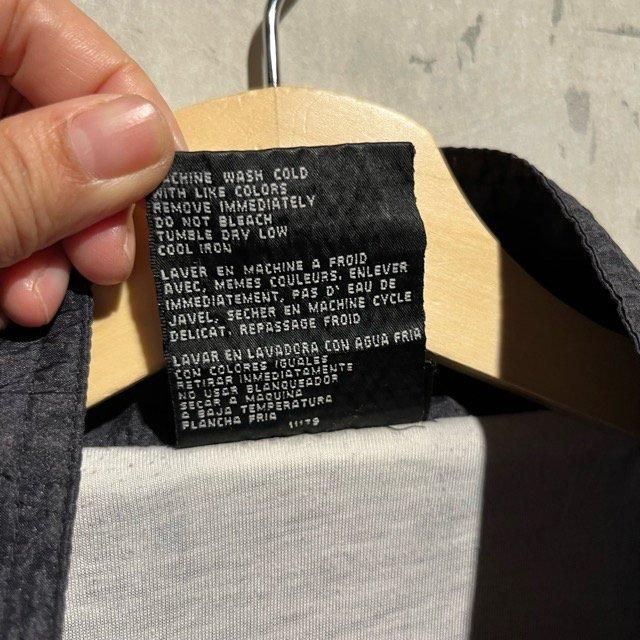 MACHINE WASH COLD
WITH LIKE COLORS
REMOVE IMMEDIATELY
DO NOT BLEACH
TUMBLE DRY LOW
COOL IRON
LAVER EN MACHINE A FROID
AVEC, MEMES COULEURS, ENLEVER
IMMEDIATEMENT, PAS D' EAU DE
JAVEL, SECHER EN MACHINE CYCLE
DELICAT, REPASSAGE FROID
LAVAR EN LAVADORA CON AGUA FRIA
CON COLORES IGUALES
RETIRAR INMEDIATAMENTE
NO USAR BLANQUEADOR
SECAR A MAQUINA
A BAJA TEMPERATURA
PLANCHA FRIA